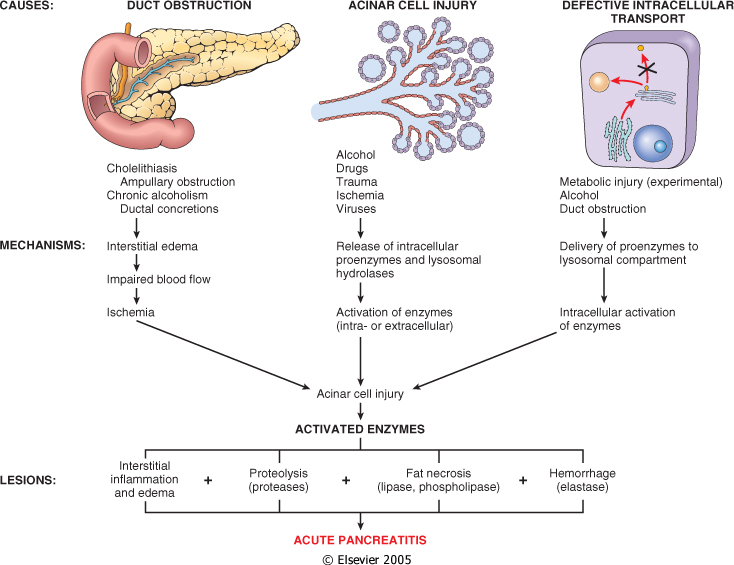 CAUSES:
DUCT OBSTRUCTION
ACINAR CELL INJURY
DEFECTIVE INTRACELLULAR
TRANSPORT
Cholelithiasis
Ampullary obstruction
Chronic alcoholism
Ductal concretions
Alcohol
Drugs
Trauma
Ischemia
Viruses
Metabolic injury (experimental)
Alcohol
Duct obstruction
MECHANISMS:
Interstitial edema
Impaired blood flow
Ischemia
Release of intracellular
proenzymes and lysosomal
hydrolases
Activation of enzymes
(intra- or extracellular)
Delivery of proenzymes to
lysosomal compartment
Intracellular activation
of enzymes
Acinar cell injury
ACTIVATED ENZYMES
LESIONS:
Interstitial
inflammation
and edema
+
Proteolysis
(proteases)
+
Fat necrosis
(lipase, phospholipase)
+
Hemorrhage
(elastase)
ACUTE PANCREATITIS
© Elsevier 2005